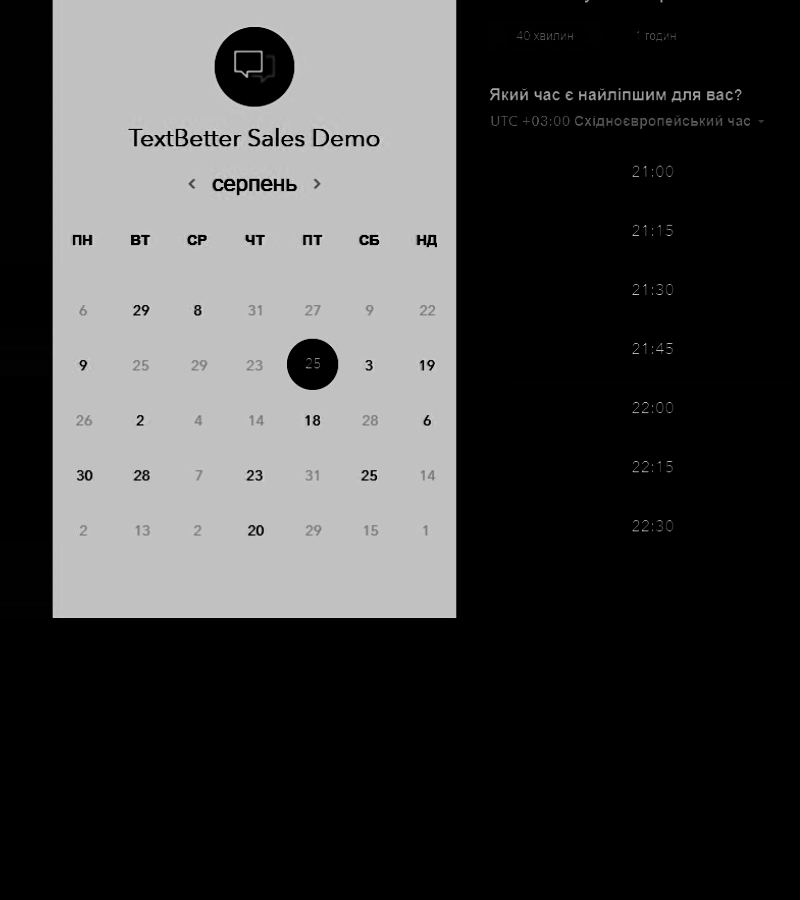 TextBetter Sales Demo
серпень
ПН ВТ СР ЧТ ПТ СБ НД
6 29 8 31 27 9 22
9 25 29 23 25 3 19
26 2 4 14 18 28 6
30 28 7 23 31 25 14
2 13 2 20 29 15 1
40 хвилин 1 годин
Який час є найліпшим для вас?
UTC +03:00 Східноєвропейський час
21:00
21:15
21:30
21:45
22:00
22:15
22:30